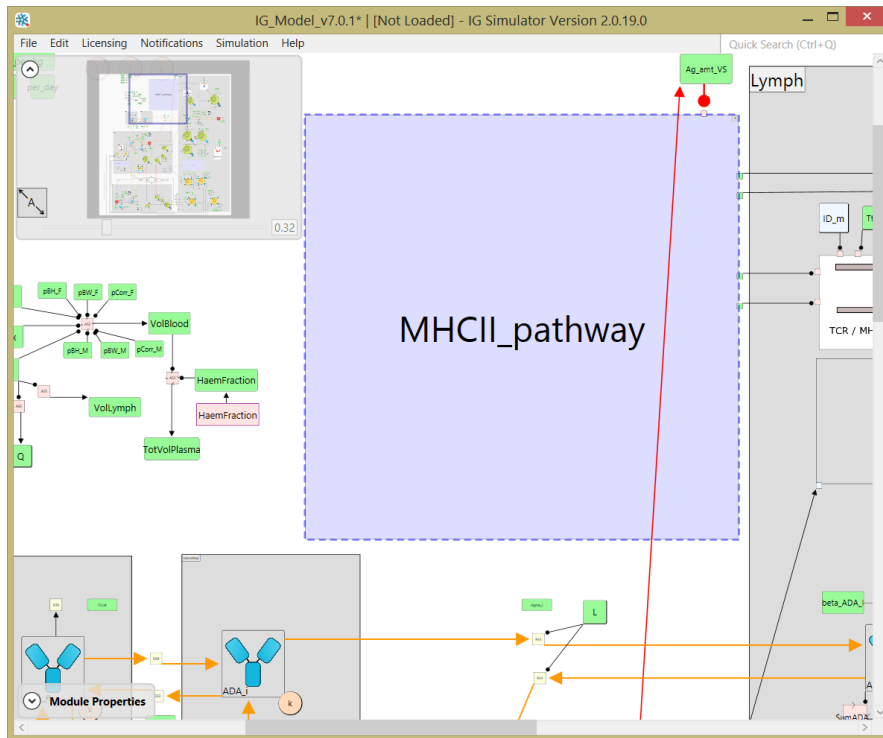 IG_Model_v7.0.1* | [Not Loaded] - IG Simulator Version 2.0.19.0
File Edit Licensing Notifications Simulation Help
Quick Search (Ctrl+Q)
per_day
A
0.32
Ag_amt_VS
Lymph
ID_m
MHCII_pathway
TCR / MH
pBH_F pBW_F pCorr_F
VolBlood
pBH_M pBW_M pCorr_M
HaemFraction
HaemFraction
VolLymph
TotVolPlasma
Q
L
beta_ADA_i
ADA_i
k
Module Properties
SumADA